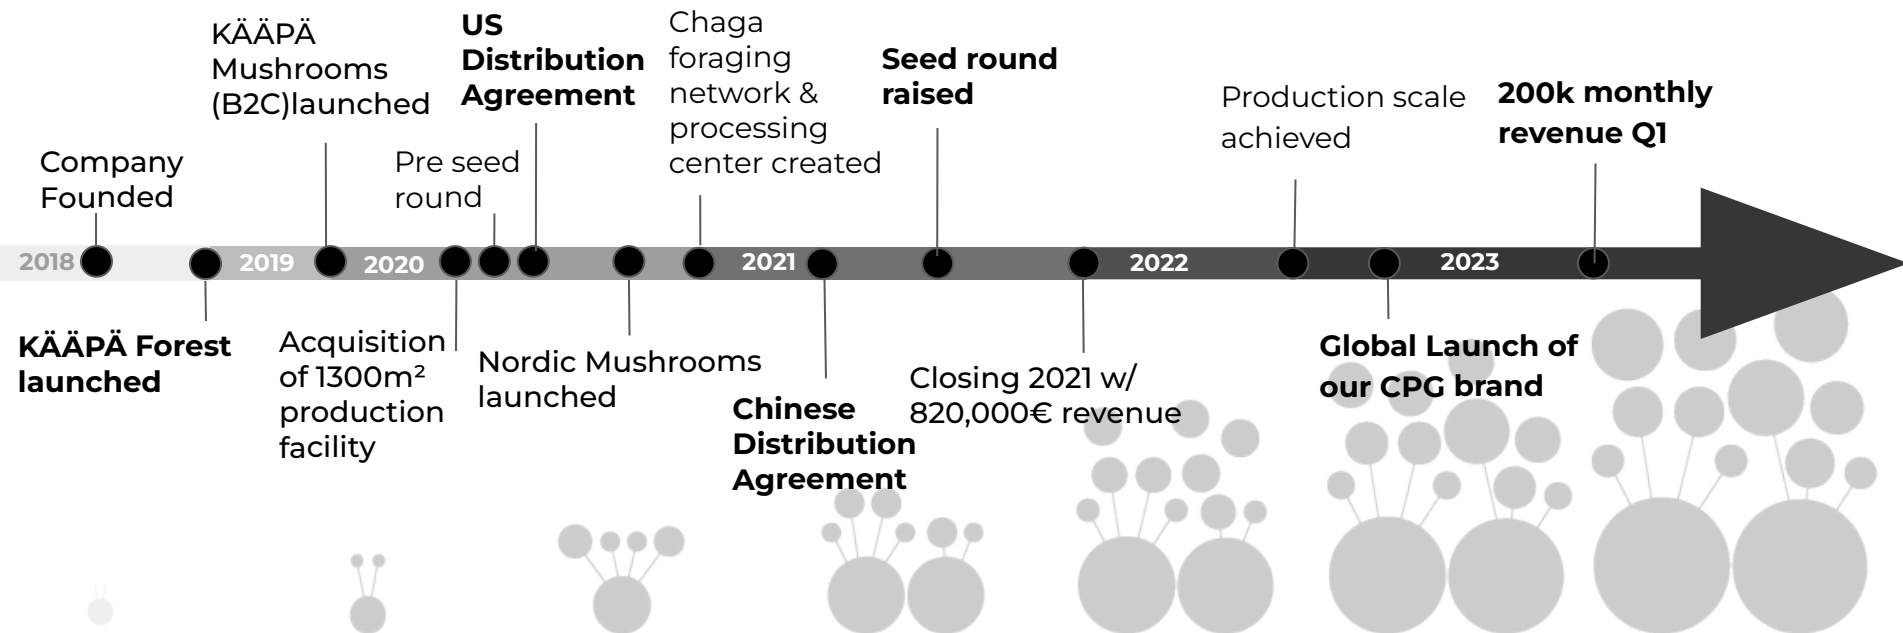 KÄÄPÄ
Mushrooms
(B2C)launched
US
Distribution
Agreement
Chaga
foraging
network &
processing
center created
Seed round
raised
Production scale
achieved
200k monthly
revenue Q1
Company
Founded
Pre seed
round
2018
2019
2020
2021
2022
2023
KÄÄPÄ Forest
launched
Acquisition
of 1300m²
production
facility
Nordic Mushrooms
launched
Chinese
Distribution
Agreement
Closing 2021 w/
820,000€ revenue
Global Launch of
our CPG brand